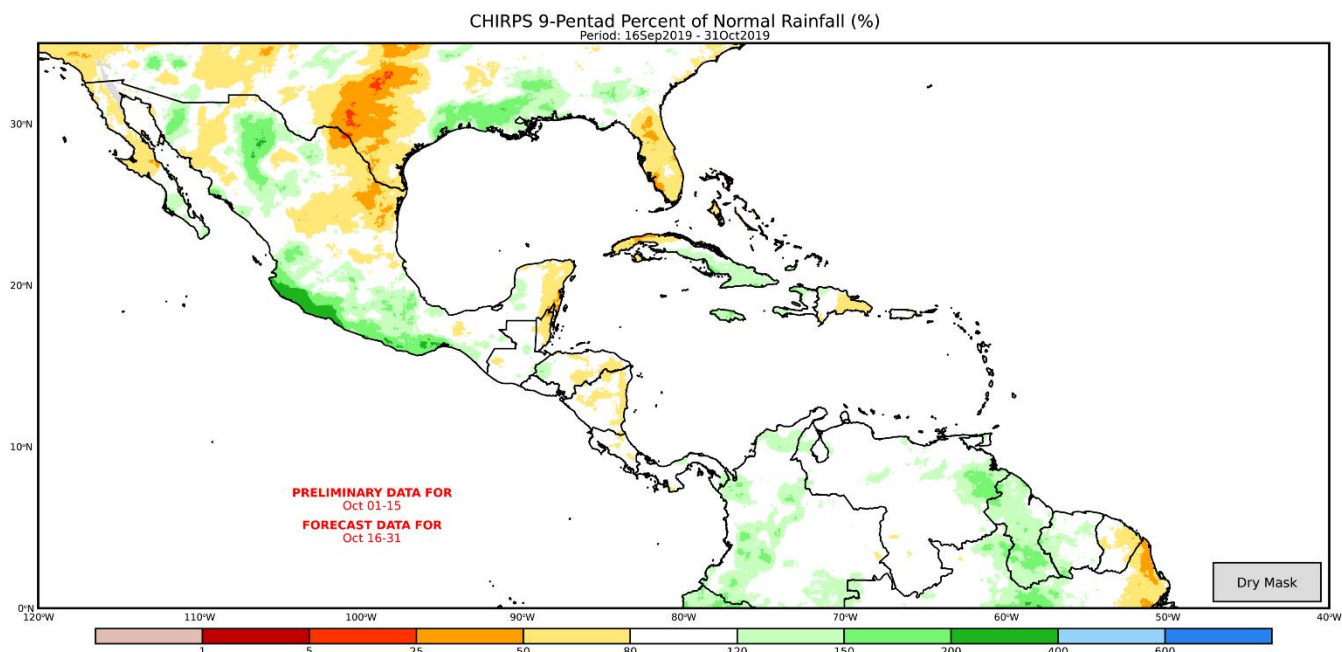 CHIRPS 9-Pentad Percent of Normal Rainfall (%)
Period: 16Sep2019 - 31Oct2019
30°N
20°N
10°N
0°N
PRELIMINARY DATA FOR
Oct 01-15
FORECAST DATA FOR
Oct 16-31
Dry Mask
120°W 110°W 100°W 90°W 80°W 70°W 60°W 50°W 40°W
1 5 25 50 80 120 150 200 400 600